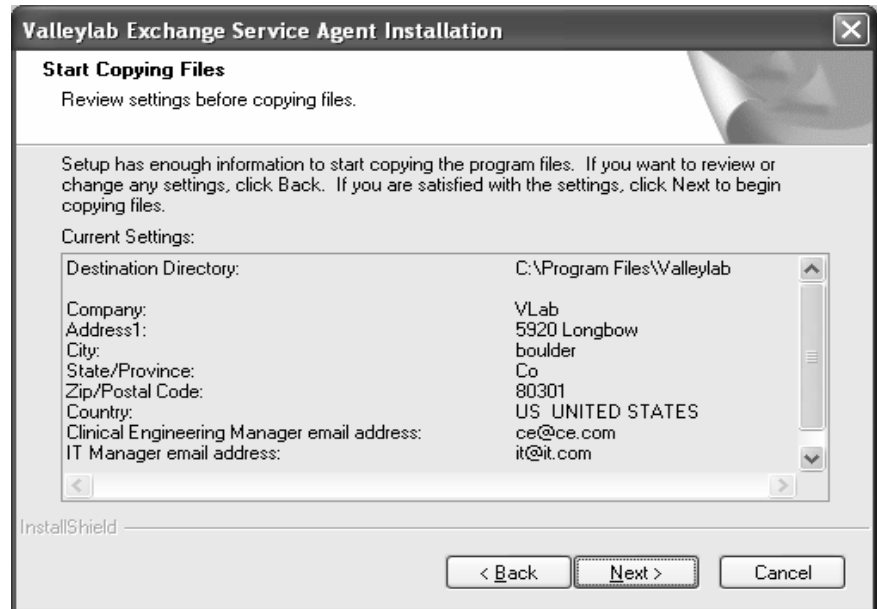 Valleylab Exchange Service Agent Installation
Start Copying Files
Review settings before copying files.
Setup has enough information to start copying the program files. If you want to review or
change any settings, click Back. If you are satisfied with the settings, click Next to begin
copying files.
Current Settings:
Destination Directory: C:\Program Files\Valleylab
Company: VLab
Address1: 5920 Longbow
City: boulder
State/Province: Co
Zip/Postal Code: 80301
Country: US UNITED STATES
Clinical Engineering Manager email address: ce@ce.com
IT Manager email address: it@it.com
InstallShield
< Back Next > Cancel